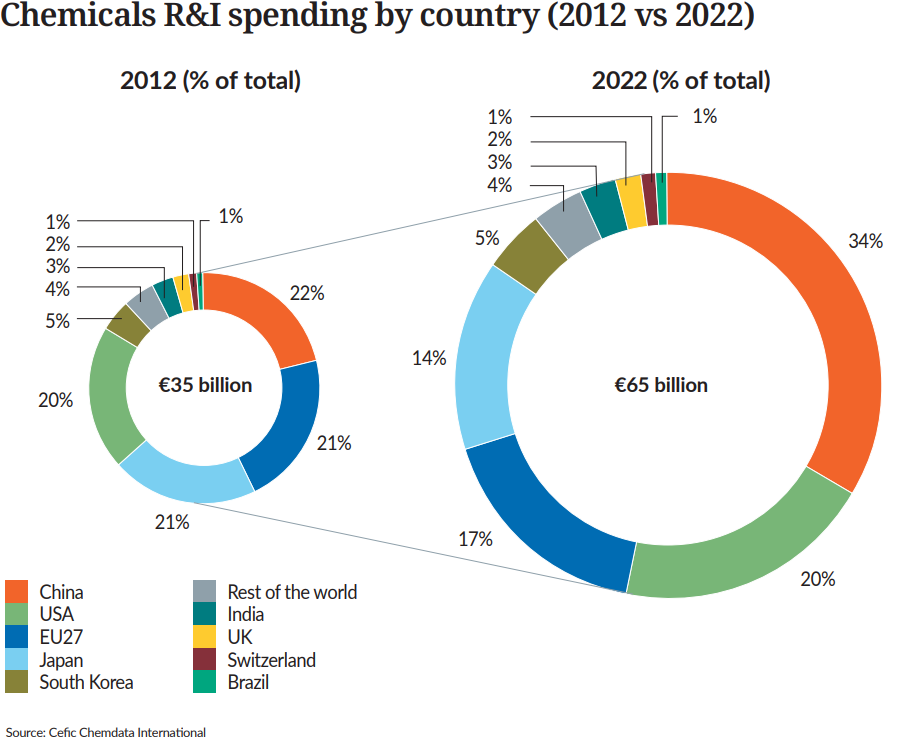 Chemicals R&I spending by country (2012 vs 2022)
2012 (% of total)
1%
1%
2%
3%
4%
5%
22%
20%
€35 billion
21%
21%
2022 (% of total)
1%
1%
2%
3%
4%
5%
34%
14%
€65 billion
17%
20%
China
USA
EU27
Japan
South Korea
Rest of the world
India
UK
Switzerland
Brazil
Source: Cefic Chemdata International